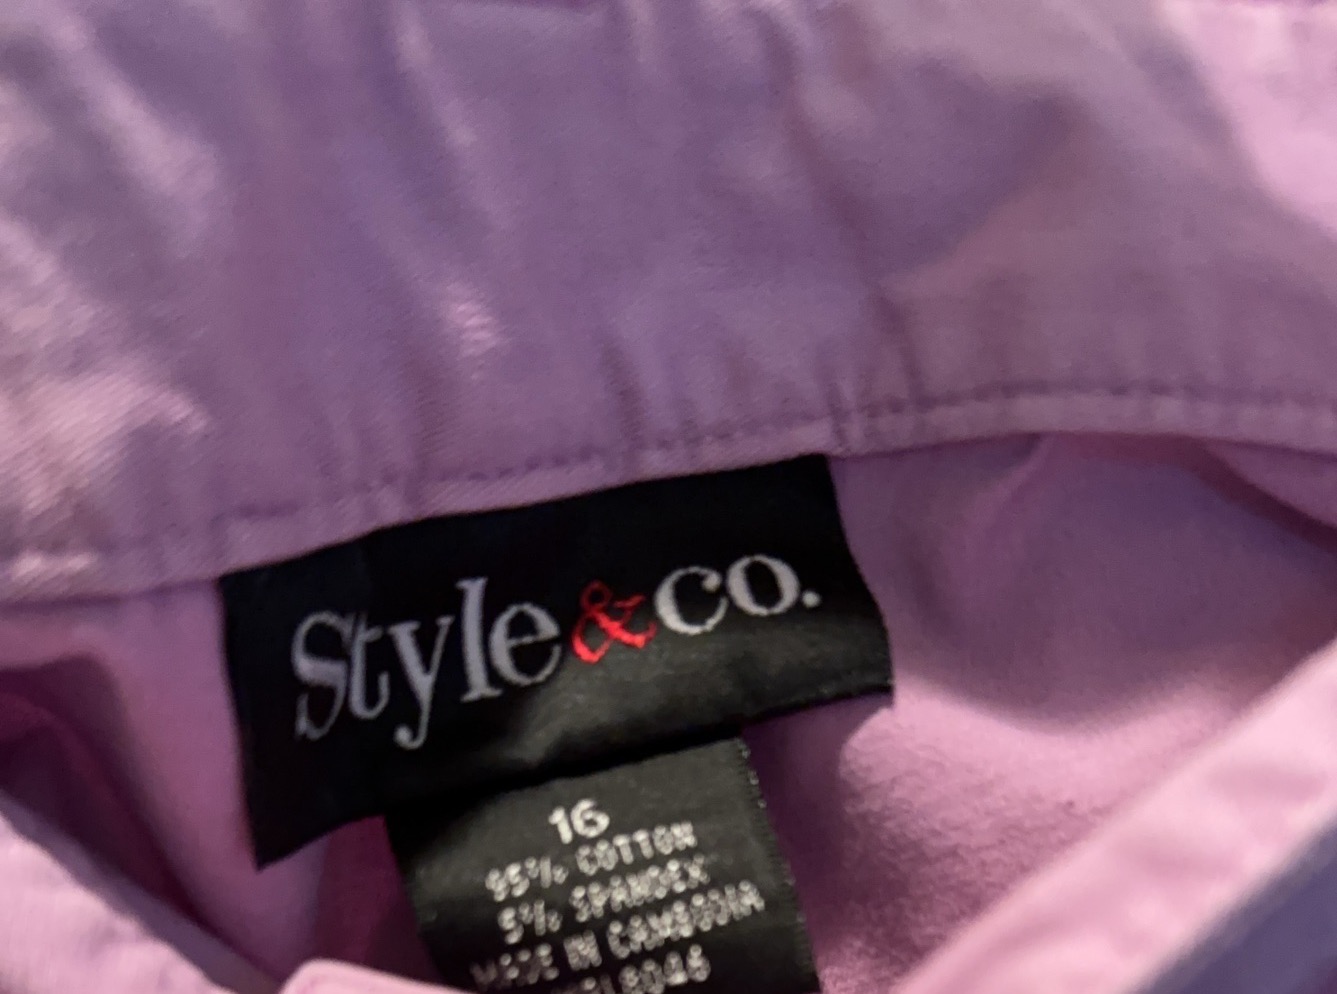 Style&co.
16
95% COTTON
5% SPANDEX
MADE IN CAMBODIA